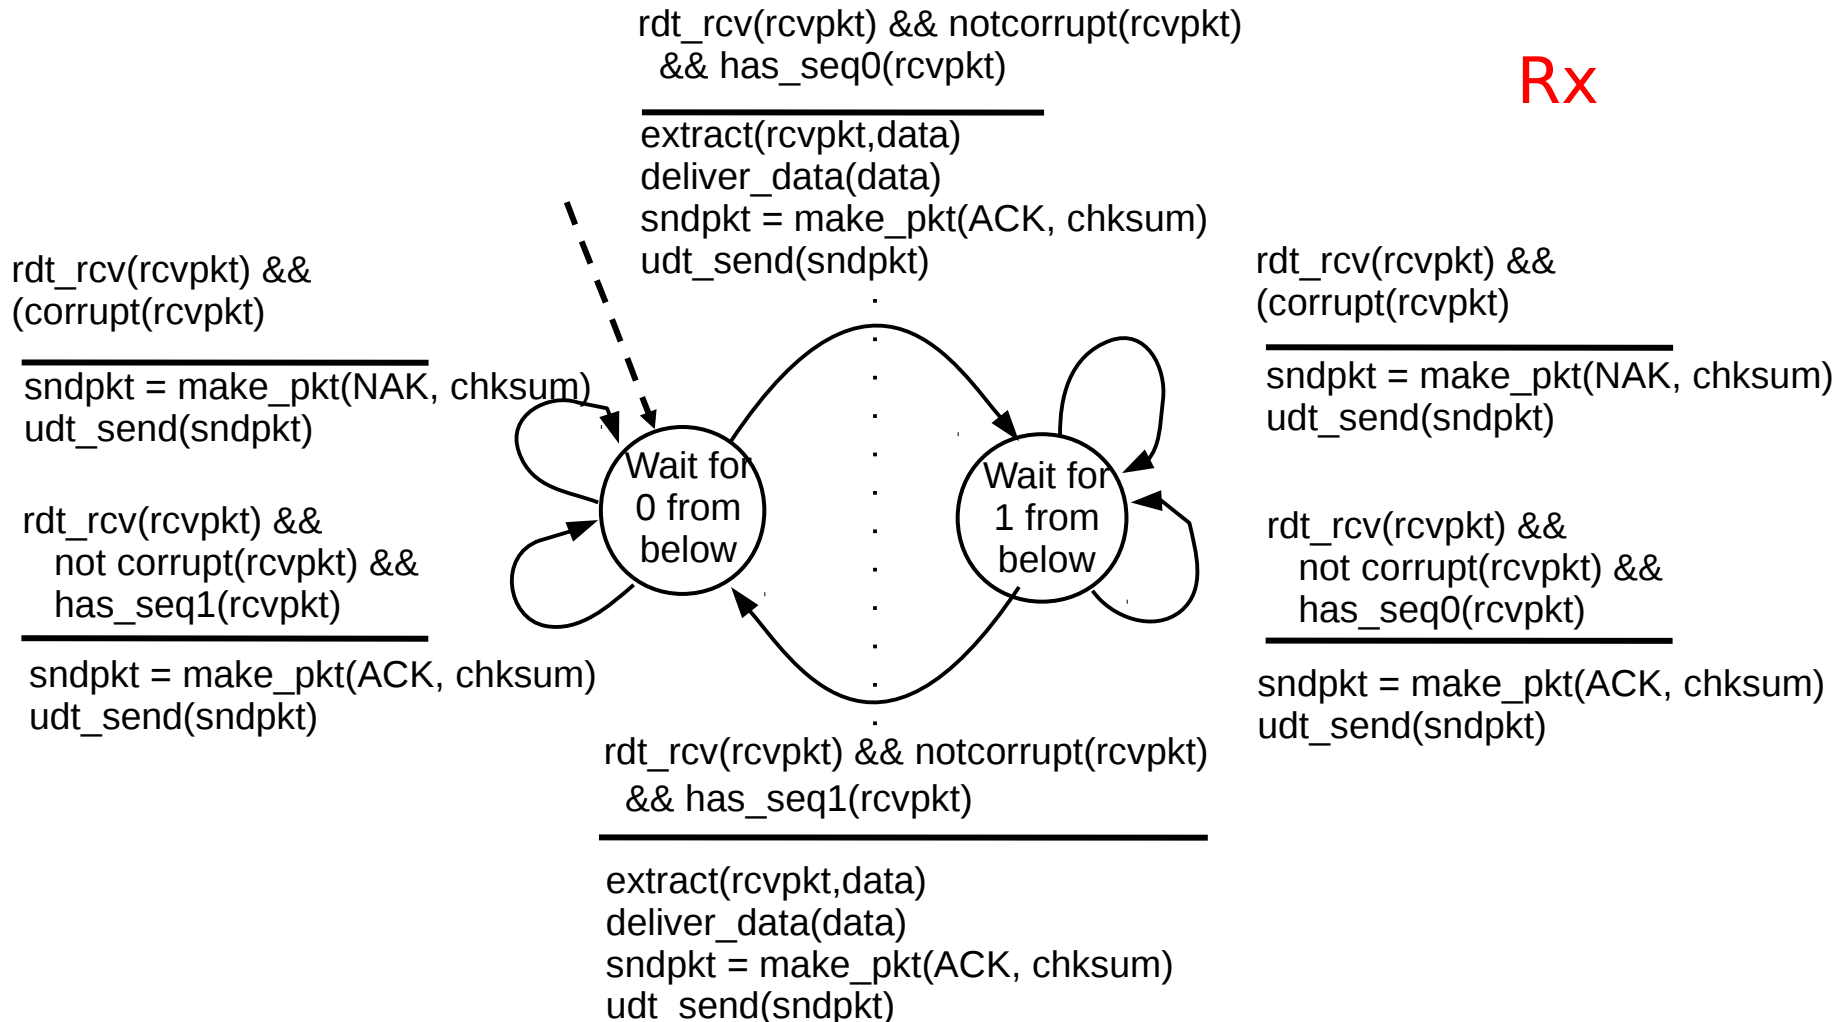 rdt_rcv(rcvpkt) && notcorrupt(rcvpkt)
&& has_seq0(rcvpkt)
Rx
extract(rcvpkt,data)
deliver_data(data)
sndpkt = make_pkt(ACK, chksum)
udt_send(sndpkt)
rdt_rcv(rcvpkt) &&
(corrupt(rcvpkt)
sndpkt = make_pkt(NAK, chksum)
udt_send(sndpkt)
rdt_rcv(rcvpkt) &&
not corrupt(rcvpkt) &&
has_seq1(rcvpkt)
sndpkt = make_pkt(ACK, chksum)
udt_send(sndpkt)
Wait for
0 from
below
Wait for
1 from
below
rdt_rcv(rcvpkt) &&
(corrupt(rcvpkt)
sndpkt = make_pkt(NAK, chksum)
udt_send(sndpkt)
rdt_rcv(rcvpkt) &&
not corrupt(rcvpkt) &&
has_seq0(rcvpkt)
sndpkt = make_pkt(ACK, chksum)
udt_send(sndpkt)
rdt_rcv(rcvpkt) && notcorrupt(rcvpkt)
&& has_seq1(rcvpkt)
extract(rcvpkt,data)
deliver_data(data)
sndpkt = make_pkt(ACK, chksum)
udt_send(sndpkt)